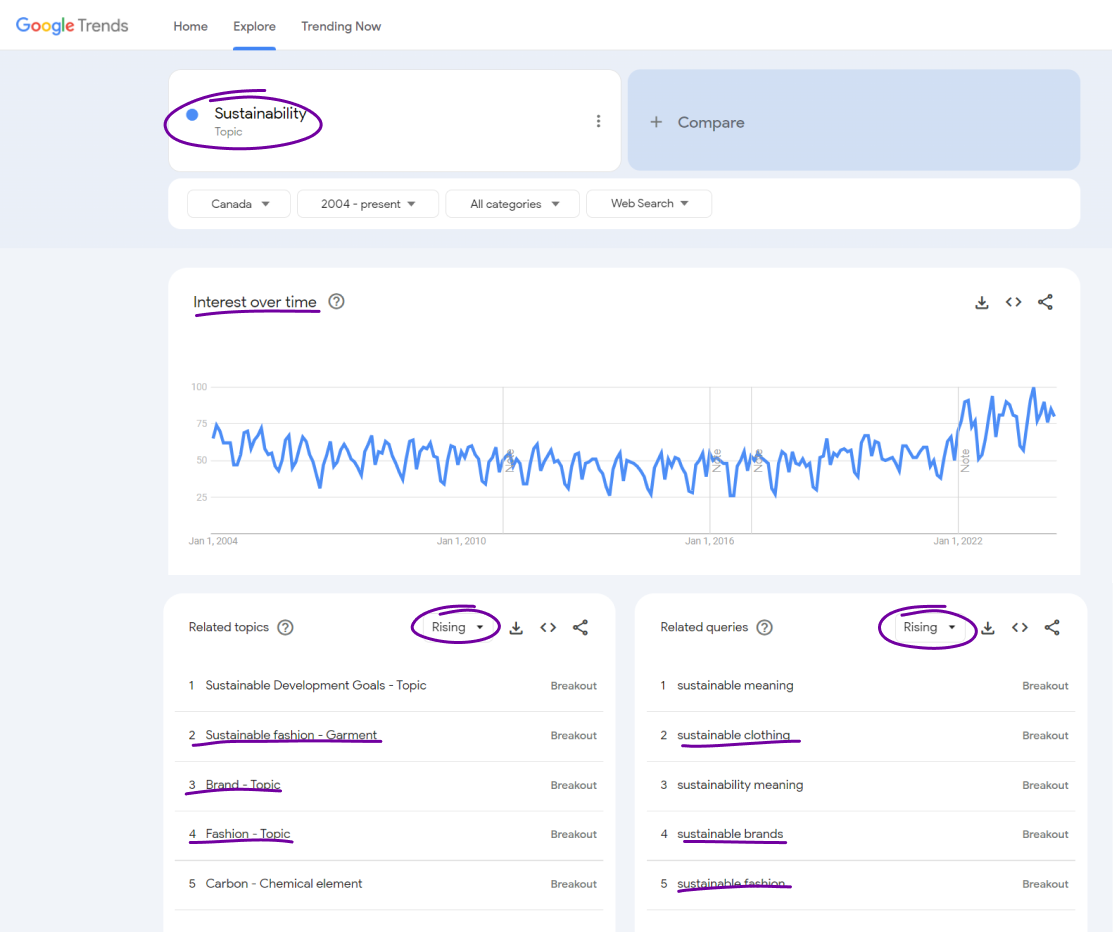 Google Trends Home Explore Trending Now
Sustainability
Topic
+ Compare
Canada 2004 - present All categories Web Search
Interest over time ?
100
75
50
25
Note Note Note Note
Jan 1, 2004 Jan 1, 2010 Jan 1, 2016 Jan 1, 2022
Related topics ? Rising
1 Sustainable Development Goals - Topic Breakout
2 Sustainable fashion - Garment Breakout
3 Brand - Topic Breakout
4 Fashion - Topic Breakout
5 Carbon - Chemical element Breakout
Related queries ? Rising
1 sustainable meaning Breakout
2 sustainable clothing Breakout
3 sustainability meaning Breakout
4 sustainable brands Breakout
5 sustainable fashion Breakout